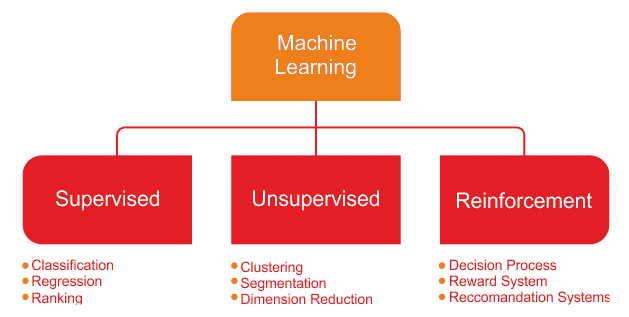 Machine
Learning
Supervised
Unsupervised
Reinforcement
Classification
Regression
Ranking
Clustering
Segmentation
Dimension Reduction
Decision Process
Reward System
Reccomandation Systems